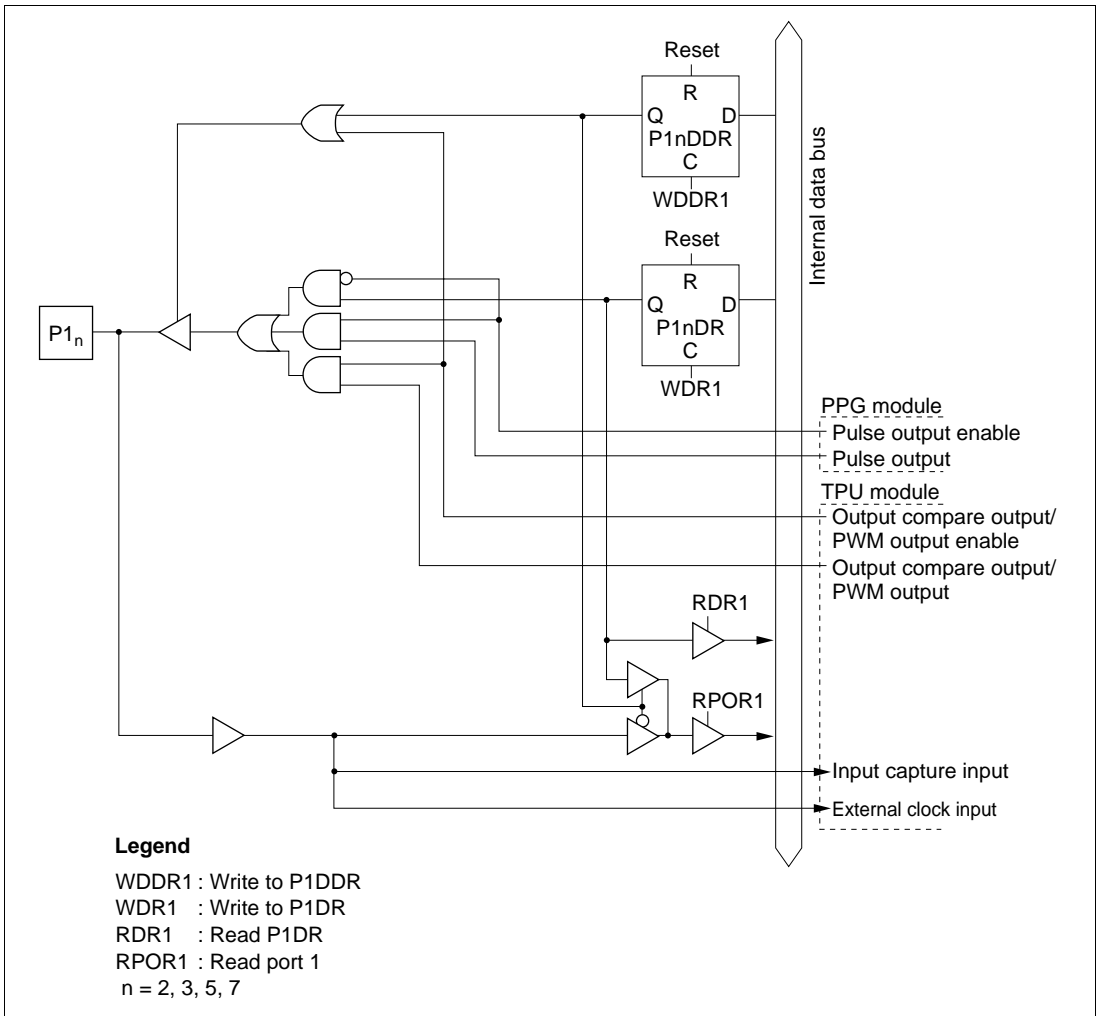 Reset
R
Q D
P1nDDR
C
WDDR1
Internal data bus
Reset
R
Q D
P1nDR
C
WDR1
P1n
PPG module
Pulse output enable
Pulse output
TPU module
Output compare output/
PWM output enable
Output compare output/
PWM output
RDR1
RPOR1
Input capture input
External clock input
Legend
WDDR1 : Write to P1DDR
WDR1 : Write to P1DR
RDR1 : Read P1DR
RPOR1 : Read port 1
n = 2, 3, 5, 7